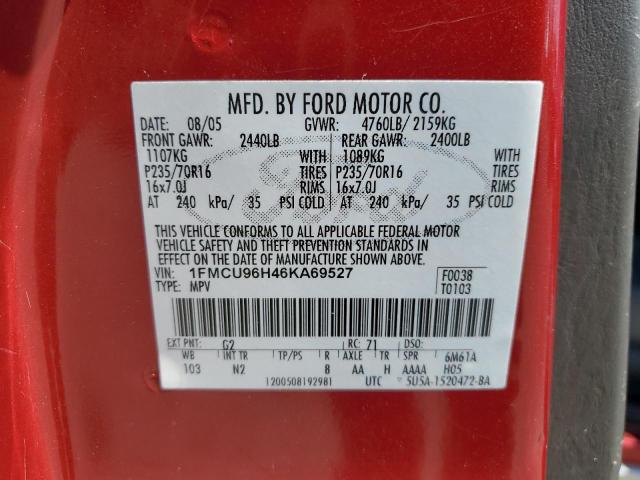 MFD. BY FORD MOTOR CO.
DATE: 08/05 GVWR: 4760LB/ 2159KG
FRONT GAWR: 2440LB REAR GAWR: 2400LB
1107KG WITH 1089KG WITH
P235/70R16 TIRES P235/70R16 TIRES
16x7.0J RIMS 16x7.0J RIMS
AT 240 kPa/ 35 PSI COLD AT 240 kPa/ 35 PSI COLD
THIS VEHICLE CONFORMS TO ALL APPLICABLE FEDERAL MOTOR
VEHICLE SAFETY AND THEFT PREVENTION STANDARDS IN
EFFECT ON THE DATE OF MANUFACTURE SHOWN ABOVE.
VIN: 1FMCU96H46KA69527 F0038
TYPE: MPV T0103
EXT PNT: G2 RC: 71 DSO:
WB INT TR TP/PS R AXLE TR SPR 6M61A
103 N2 8 AA H AAAA H05
1200508192981 UTC 5U5A-1520472-BA
Ford